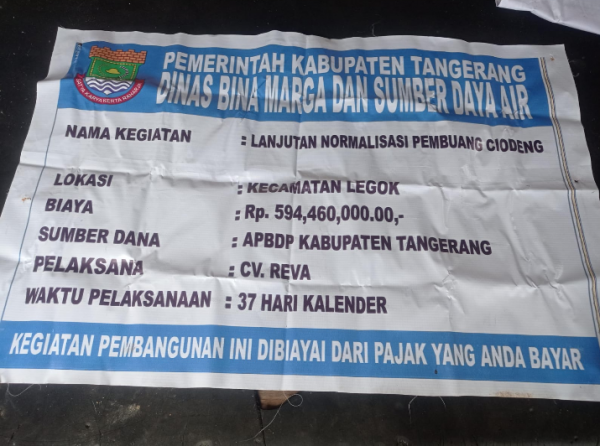 PEMERINTAH KABUPATEN TANGERANG
DINAS BINA MARGA DAN SUMBER DAYA AIR
NAMA KEGIATAN : LANJUTAN NORMALISASI PEMBUANG CIODENG
LOKASI : KECAMATAN LEGOK
BIAYA : Rp. 594,460,000.00,-
SUMBER DANA : APBDP KABUPATEN TANGERANG
PELAKSANA : CV. REVA
WAKTU PELAKSANAAN : 37 HARI KALENDER
KEGIATAN PEMBANGUNAN INI DIBIAYAI DARI PAJAK YANG ANDA BAYAR